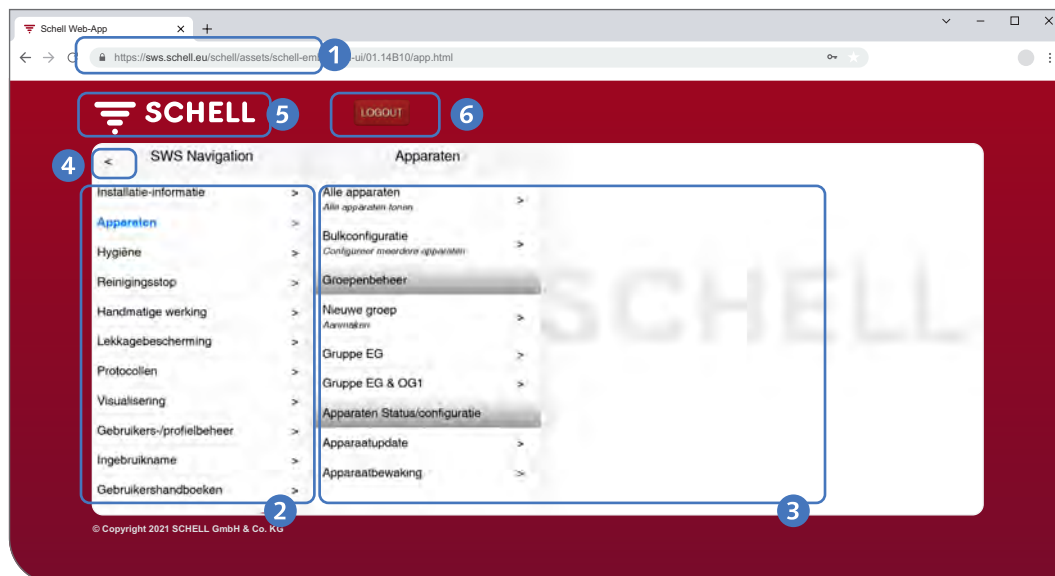 Schell Web-App
https://sws.schell.eu/schell/assets/schell-em
-ui/01.14B10/app.html
1
SCHELL
5
LOGOUT
6
4
<
SWS Navigation
Apparaten
Installatie-informatie >
Apparaten >
Hygiëne >
Reinigingsstop >
Handmatige werking >
Lekkagebescherming >
Protocollen >
Visualisering >
Gebruikers-/profielbeheer >
Ingebruikname >
Gebruikershandboeken >
2
Alle apparaten >
Alle apparaten tonen
Bulkconfiguratie >
Configureer meerdere apparaten
Groepenbeheer
Nieuwe groep >
Aanmaken
Gruppe EG >
Gruppe EG & OG1 >
Apparaten Status/configuratie
Apparaatupdate >
Apparaatbewaking >
3
SCHELL
© Copyright 2021 SCHELL GmbH & Co. KG